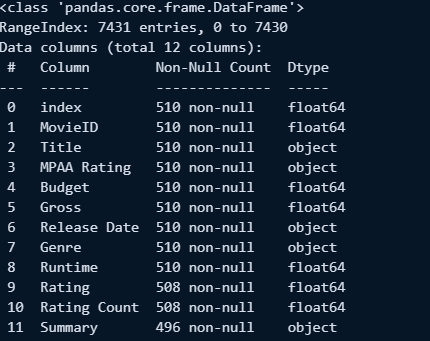 <class 'pandas.core.frame.DataFrame'>
RangeIndex: 7431 entries, 0 to 7430
Data columns (total 12 columns):
 #   Column        Non-Null Count  Dtype
---  ------        --------------  -----
 0   index         510 non-null    float64
 1   MovieID       510 non-null    float64
 2   Title         510 non-null    object
 3   MPAA Rating   510 non-null    object
 4   Budget        510 non-null    float64
 5   Gross         510 non-null    float64
 6   Release Date  510 non-null    object
 7   Genre         510 non-null    object
 8   Runtime       510 non-null    float64
 9   Rating        508 non-null    float64
 10  Rating Count  508 non-null    float64
 11  Summary       496 non-null    object